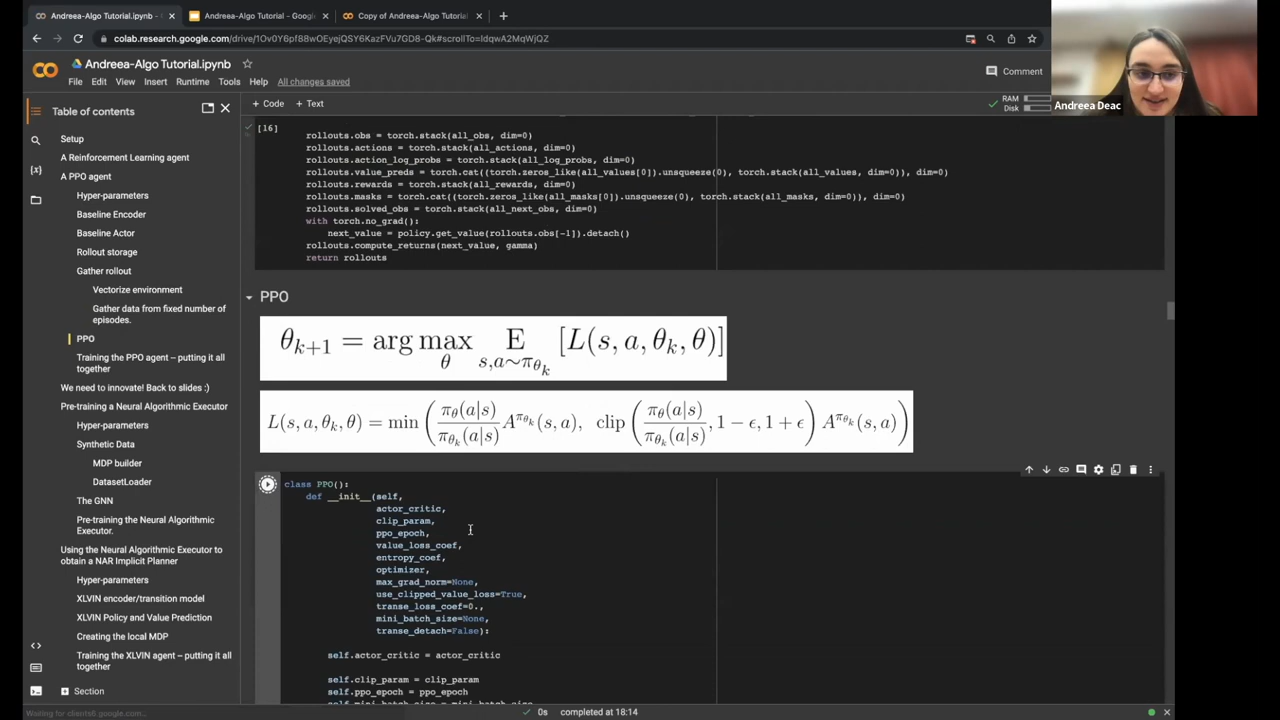 Andreea-Algo Tutorial.ipynb -
Andreea-Algo Tutorial - Googl
Copy of Andreea-Algo Tutorial
colab.research.google.com/drive/1Ov0Y6pf88wOEyejQSY6KazFVu7GD8-Qk#scrollTo=IdqwA2MqWjQZ
Andreea-Algo Tutorial.ipynb
File Edit View Insert Runtime Tools Help All changes saved
Comment
Andreea Deac
Table of contents
+ Code + Text
RAM
Disk
Setup
A Reinforcement Learning agent
A PPO agent
Hyper-parameters
Baseline Encoder
Baseline Actor
Rollout storage
Gather rollout
Vectorize environment
Gather data from fixed number of
episodes.
PPO
Training the PPO agent – putting it all
together
We need to innovate! Back to slides :)
Pre-training a Neural Algorithmic Executor
Hyper-parameters
Synthetic Data
MDP builder
DatasetLoader
The GNN
Pre-training the Neural Algorithmic
Executor.
Using the Neural Algorithmic Executor to
obtain a NAR Implicit Planner
Hyper-parameters
XLVIN encoder/transition model
XLVIN Policy and Value Prediction
Creating the local MDP
Training the XLVIN agent – putting it all
together
Section
[16]
rollouts.obs = torch.stack(all_obs, dim=0)
rollouts.actions = torch.stack(all_actions, dim=0)
rollouts.action_log_probs = torch.stack(all_log_probs, dim=0)
rollouts.value_preds = torch.cat((torch.zeros_like(all_values[0]).unsqueeze(0), torch.stack(all_values, dim=0)), dim=0)
rollouts.rewards = torch.stack(all_rewards, dim=0)
rollouts.masks = torch.cat((torch.zeros_like(all_masks[0]).unsqueeze(0), torch.stack(all_masks, dim=0)), dim=0)
rollouts.solved_obs = torch.stack(all_next_obs, dim=0)
with torch.no_grad():
next_value = policy.get_value(rollouts.obs[-1]).detach()
rollouts.compute_returns(next_value, gamma)
return rollouts
PPO
θ_{k+1} = arg max_θ E_{s,a∼π_{θ_k}} [L(s, a, θ_k, θ)]
L(s, a, θ_k, θ) = min ( π_θ(a|s) / π_{θ_k}(a|s) A^{π_{θ_k}}(s, a), clip ( π_θ(a|s) / π_{θ_k}(a|s), 1 − ϵ, 1 + ϵ ) A^{π_{θ_k}}(s, a) )
class PPO():
def __init__(self,
actor_critic,
clip_param,
ppo_epoch,
value_loss_coef,
entropy_coef,
optimizer,
max_grad_norm=None,
use_clipped_value_loss=True,
transe_loss_coef=0.,
mini_batch_size=None,
transe_detach=False):
self.actor_critic = actor_critic
self.clip_param = clip_param
self.ppo_epoch = ppo_epoch
self.mini_batch_size = mini_batch_size
Waiting for clients6.google.com...
0s completed at 18:14